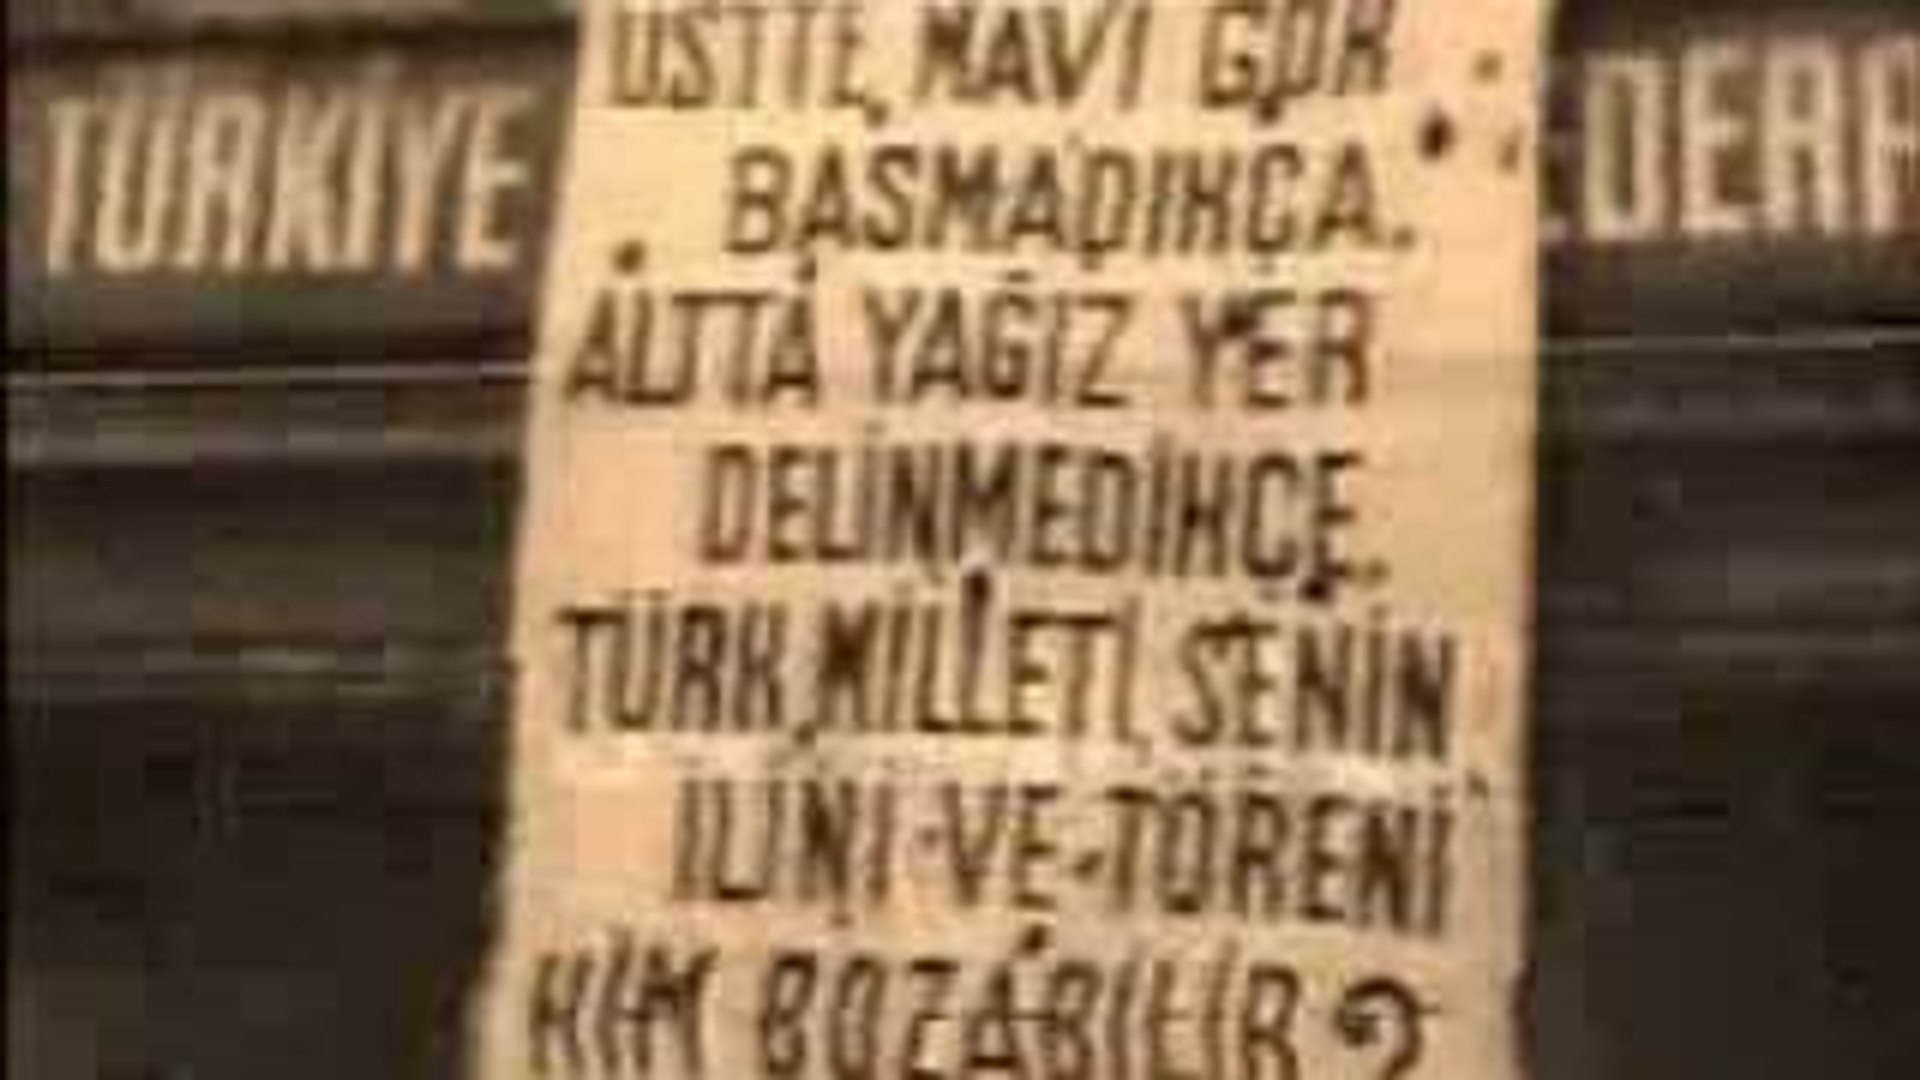 ÜSTTE, MAVİ GÖK
BASMADIKÇA.
ALTTA YAĞIZ YER
DELİNMEDİKÇE.
TÜRK MİLLETİ, SENİN
İLİNİ VE TÖRENİ
KİM BOZABİLİR?
TÜRKİYE
EDERA